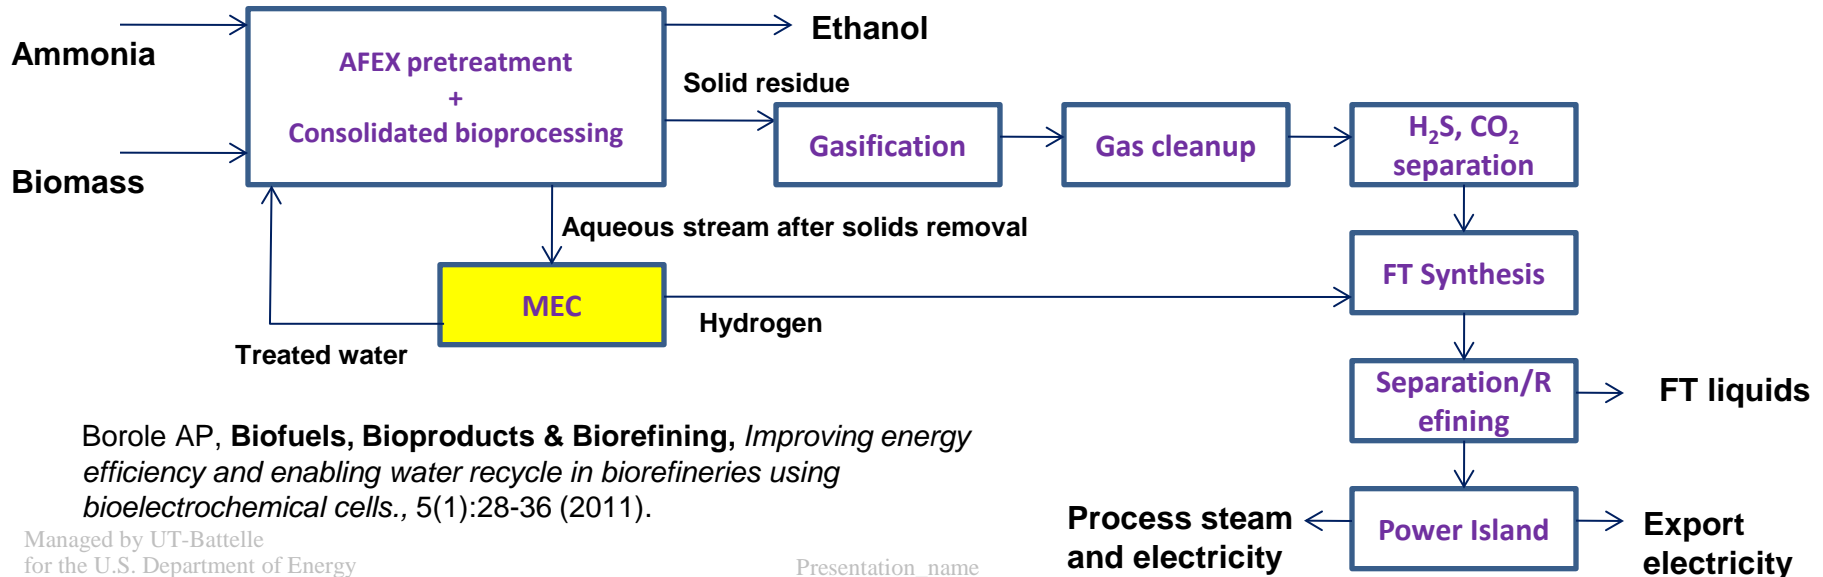 Ammonia
Biomass
AFEX pretreatment
+
Consolidated bioprocessing
Ethanol
Solid residue
Gasification
Gas cleanup
H₂S, CO₂
separation
Aqueous stream after solids removal
MEC
Hydrogen
Treated water
FT Synthesis
Separation/R
efining
FT liquids
Power Island
Process steam
and electricity
Export
electricity
Borole AP, Biofuels, Bioproducts & Biorefining, Improving energy
efficiency and enabling water recycle in biorefineries using
bioelectrochemical cells., 5(1):28-36 (2011).
Managed by UT-Battelle
for the U.S. Department of Energy
Presentation_name